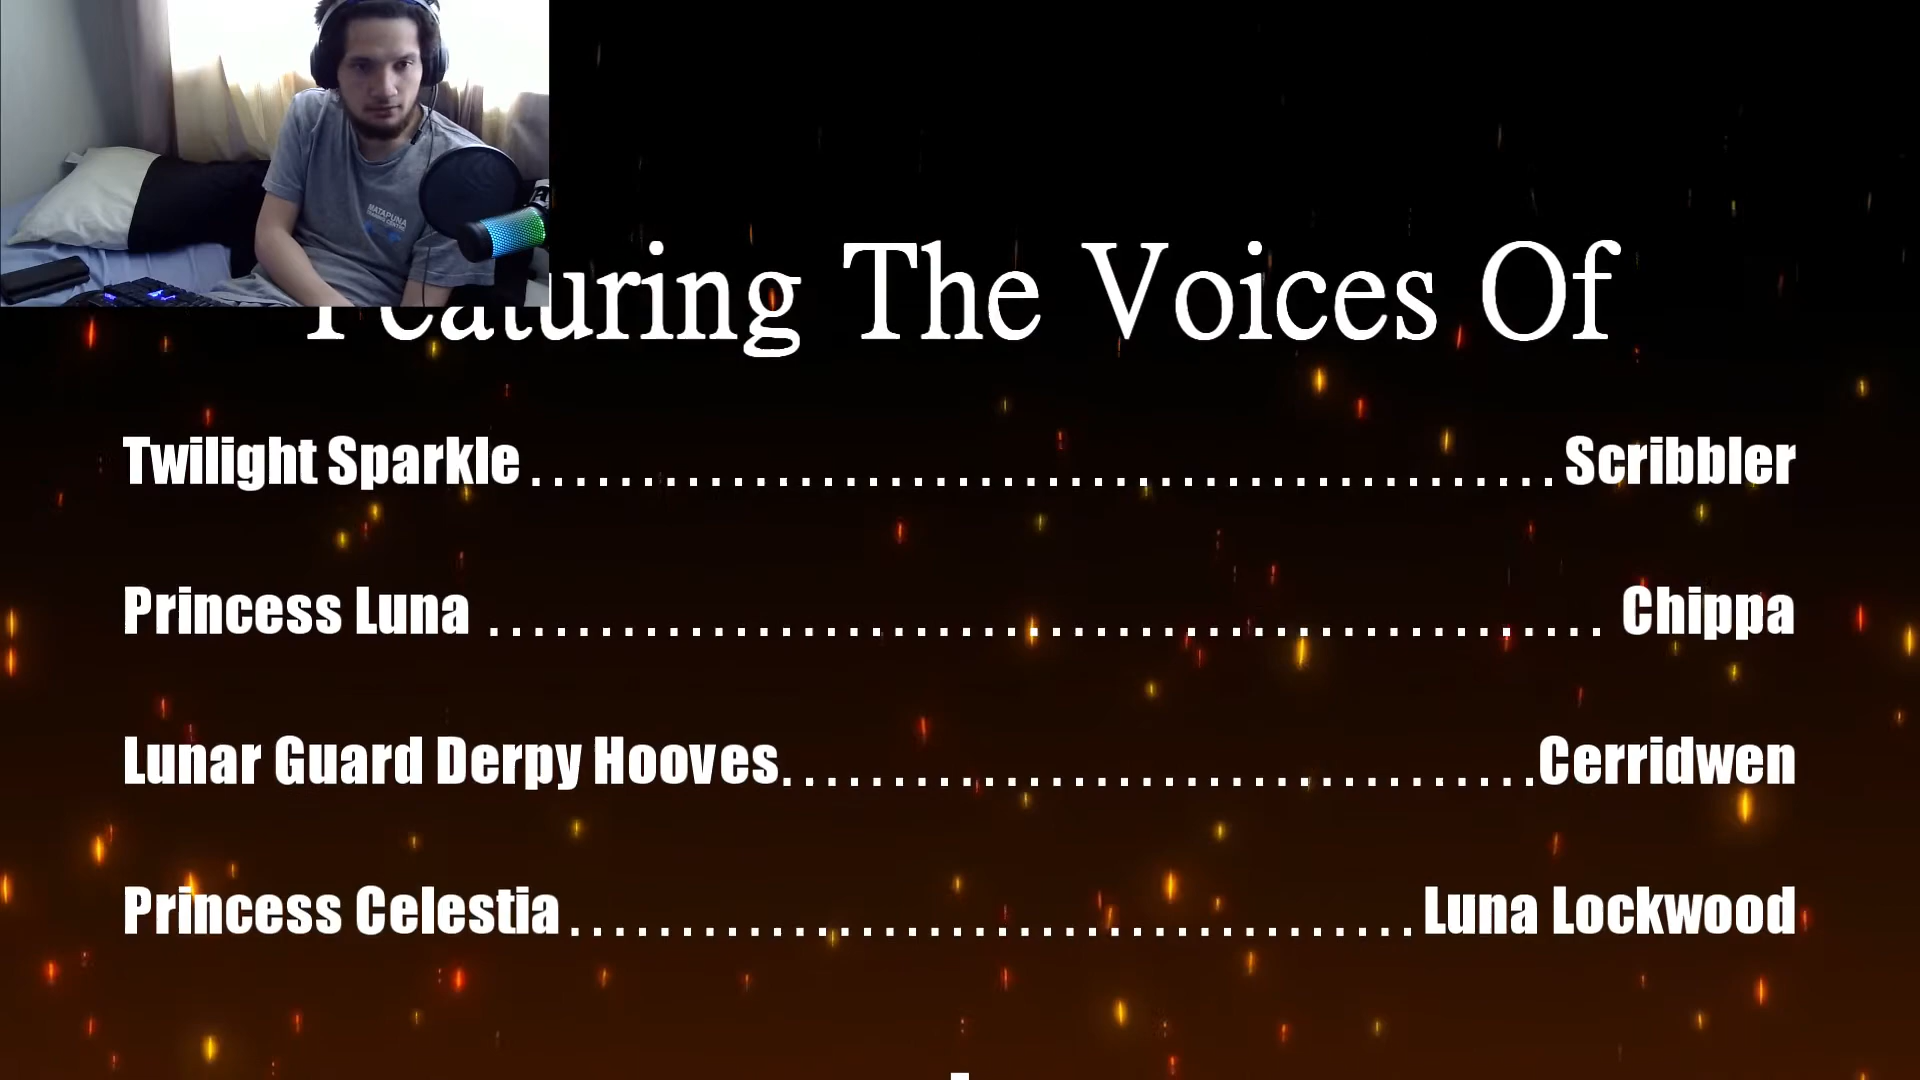 MATAPUNA
Featuring The Voices Of
Twilight Sparkle.............................................Scribbler
Princess Luna ................................................. Chippa
Lunar Guard Derpy Hooves..................................Cerridwen
Princess Celestia......................................Luna Lockwood